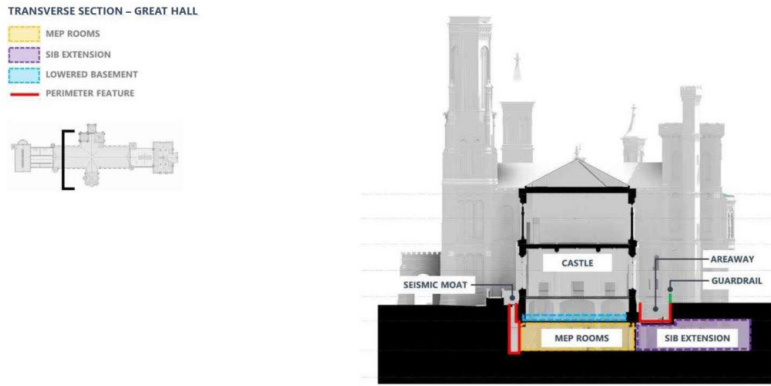 TRANSVERSE SECTION – GREAT HALL
MEP ROOMS
SIB EXTENSION
LOWERED BASEMENT
PERIMETER FEATURE
CASTLE
AREAWAY
SEISMIC MOAT
GUARDRAIL
MEP ROOMS
SIB EXTENSION